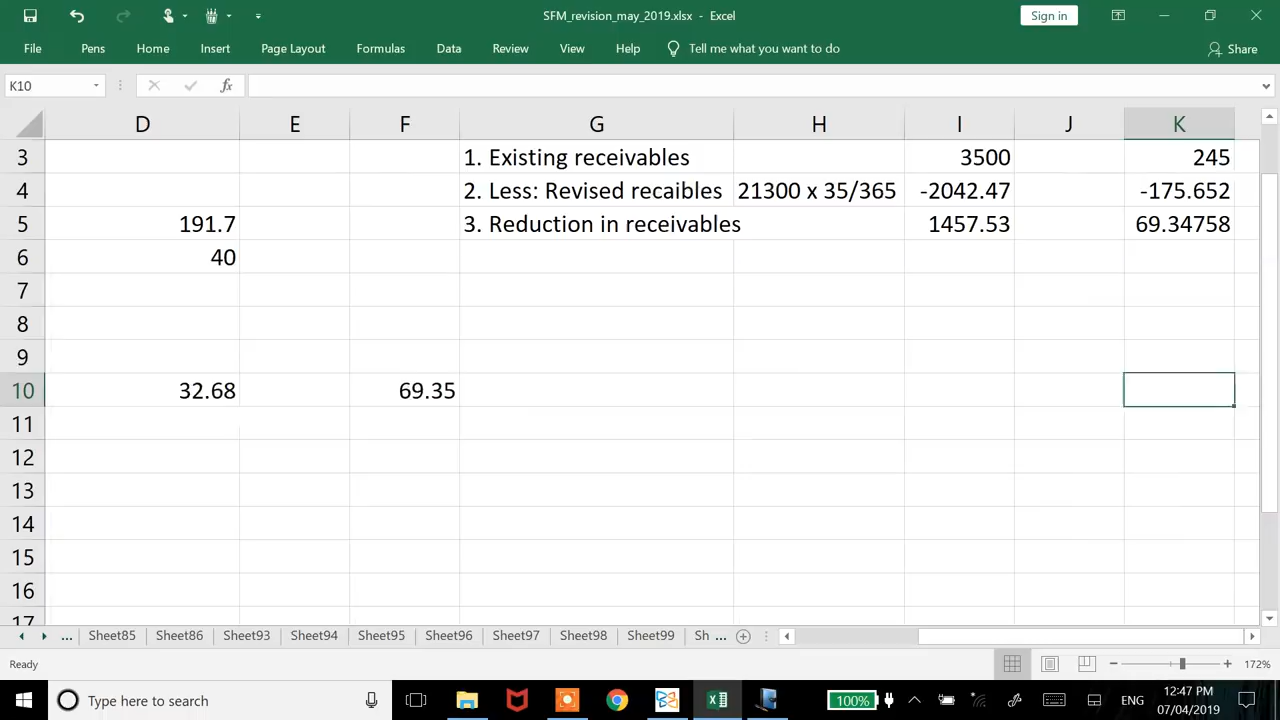 SFM_revision_may_2019.xlsx - Excel
Sign in
File Pens Home Insert Page Layout Formulas Data Review View Help Tell me what you want to do Share
K10 fx
D E F G H I J K
3 1. Existing receivables 3500 245
4 2. Less: Revised recaibles 21300 x 35/365 -2042.47 -175.652
5 191.7 3. Reduction in receivables 1457.53 69.34758
6 40
7
8
9
10 32.68 69.35
11
12
13
14
15
16
17
... Sheet85 Sheet86 Sheet93 Sheet94 Sheet95 Sheet96 Sheet97 Sheet98 Sheet99 Sh ...
Ready 172%
Type here to search 100% ENG 12:47 PM
07/04/2019